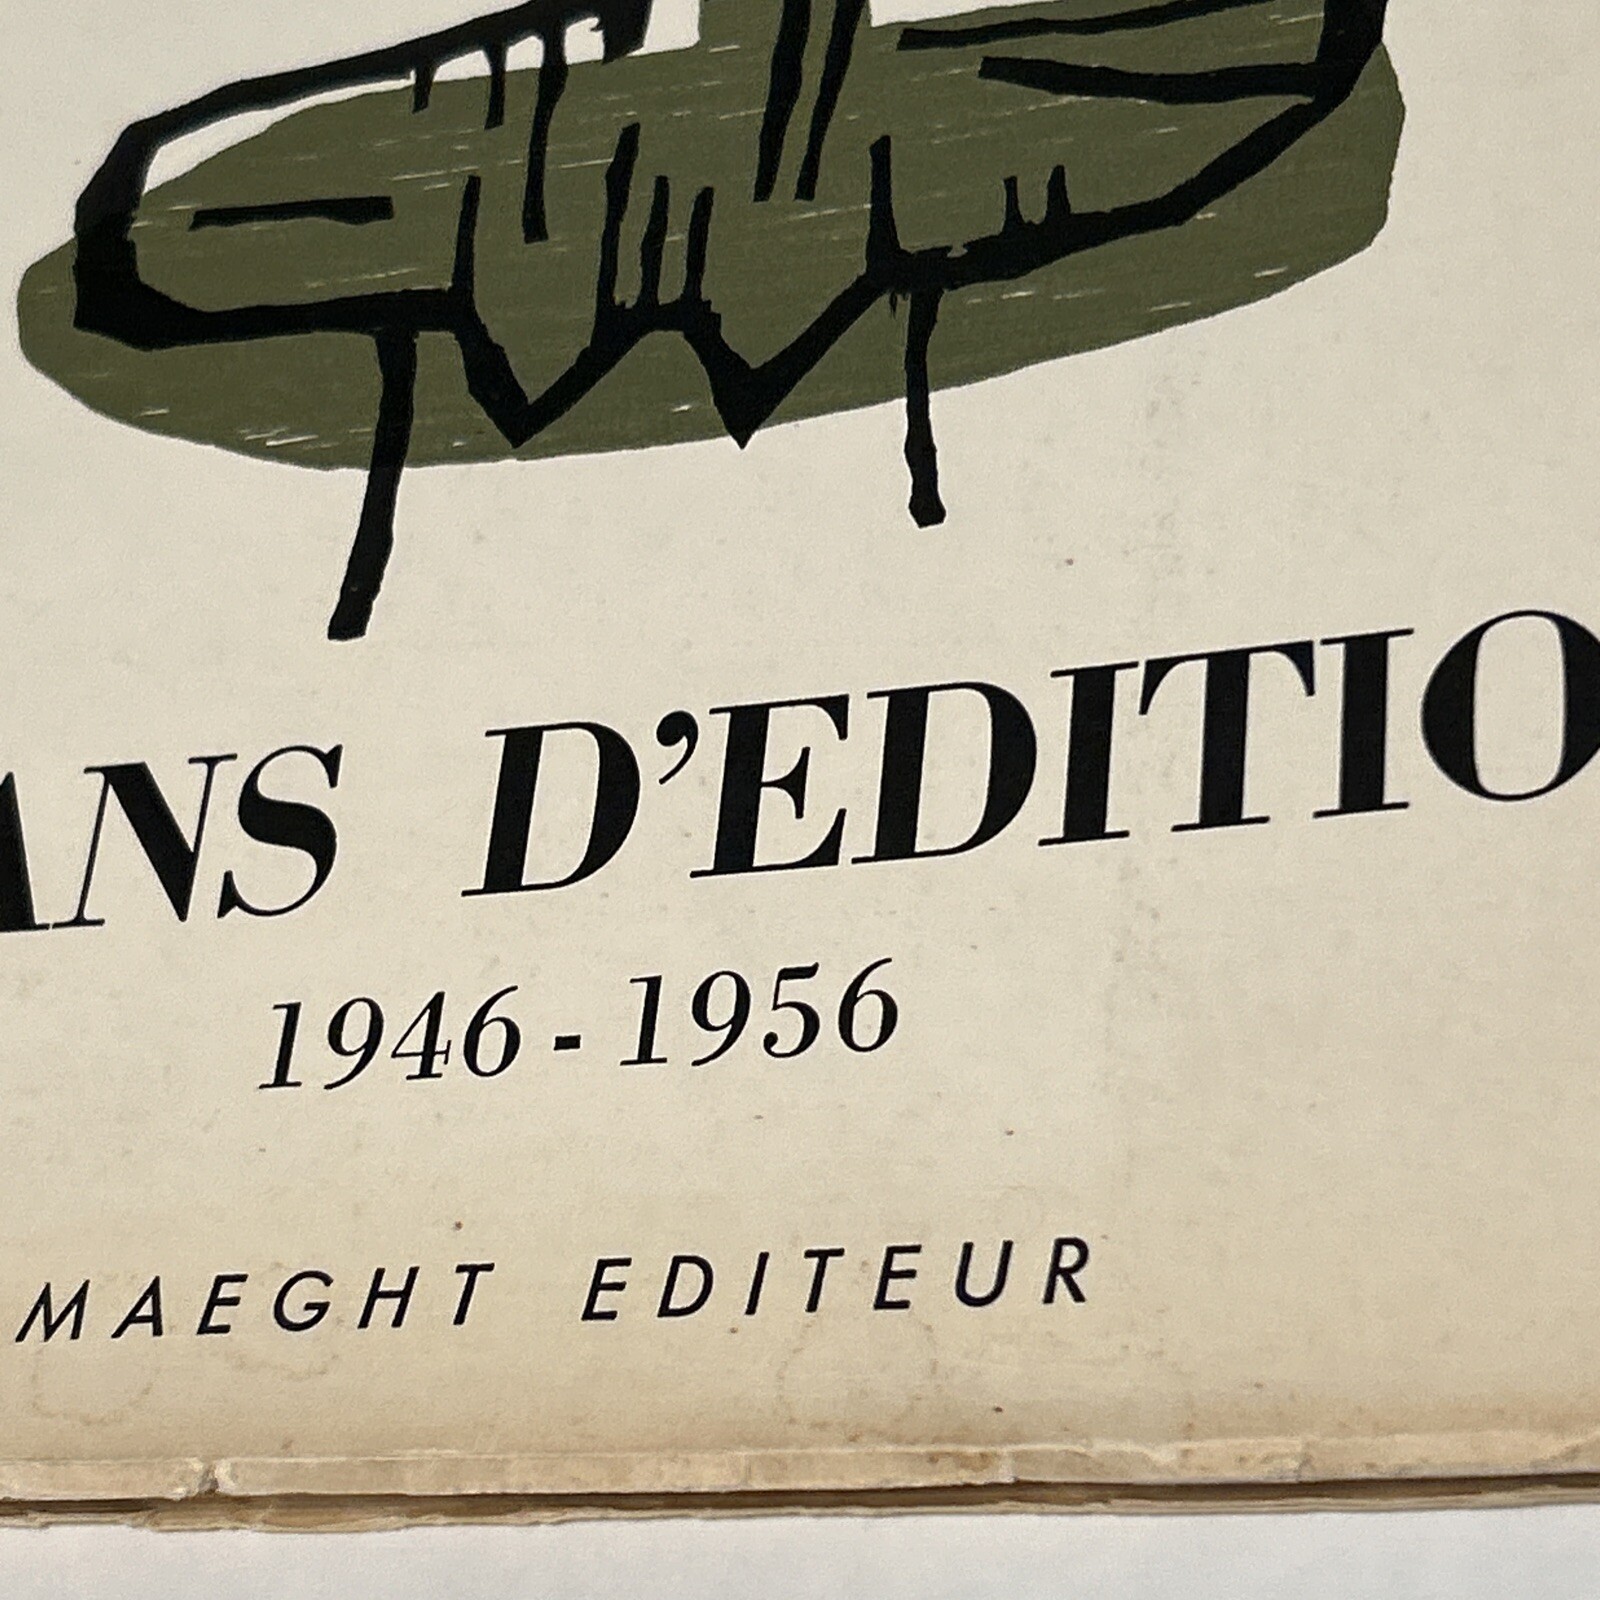 ANS D'EDITIO
1946 - 1956
MAEGHT EDITEUR